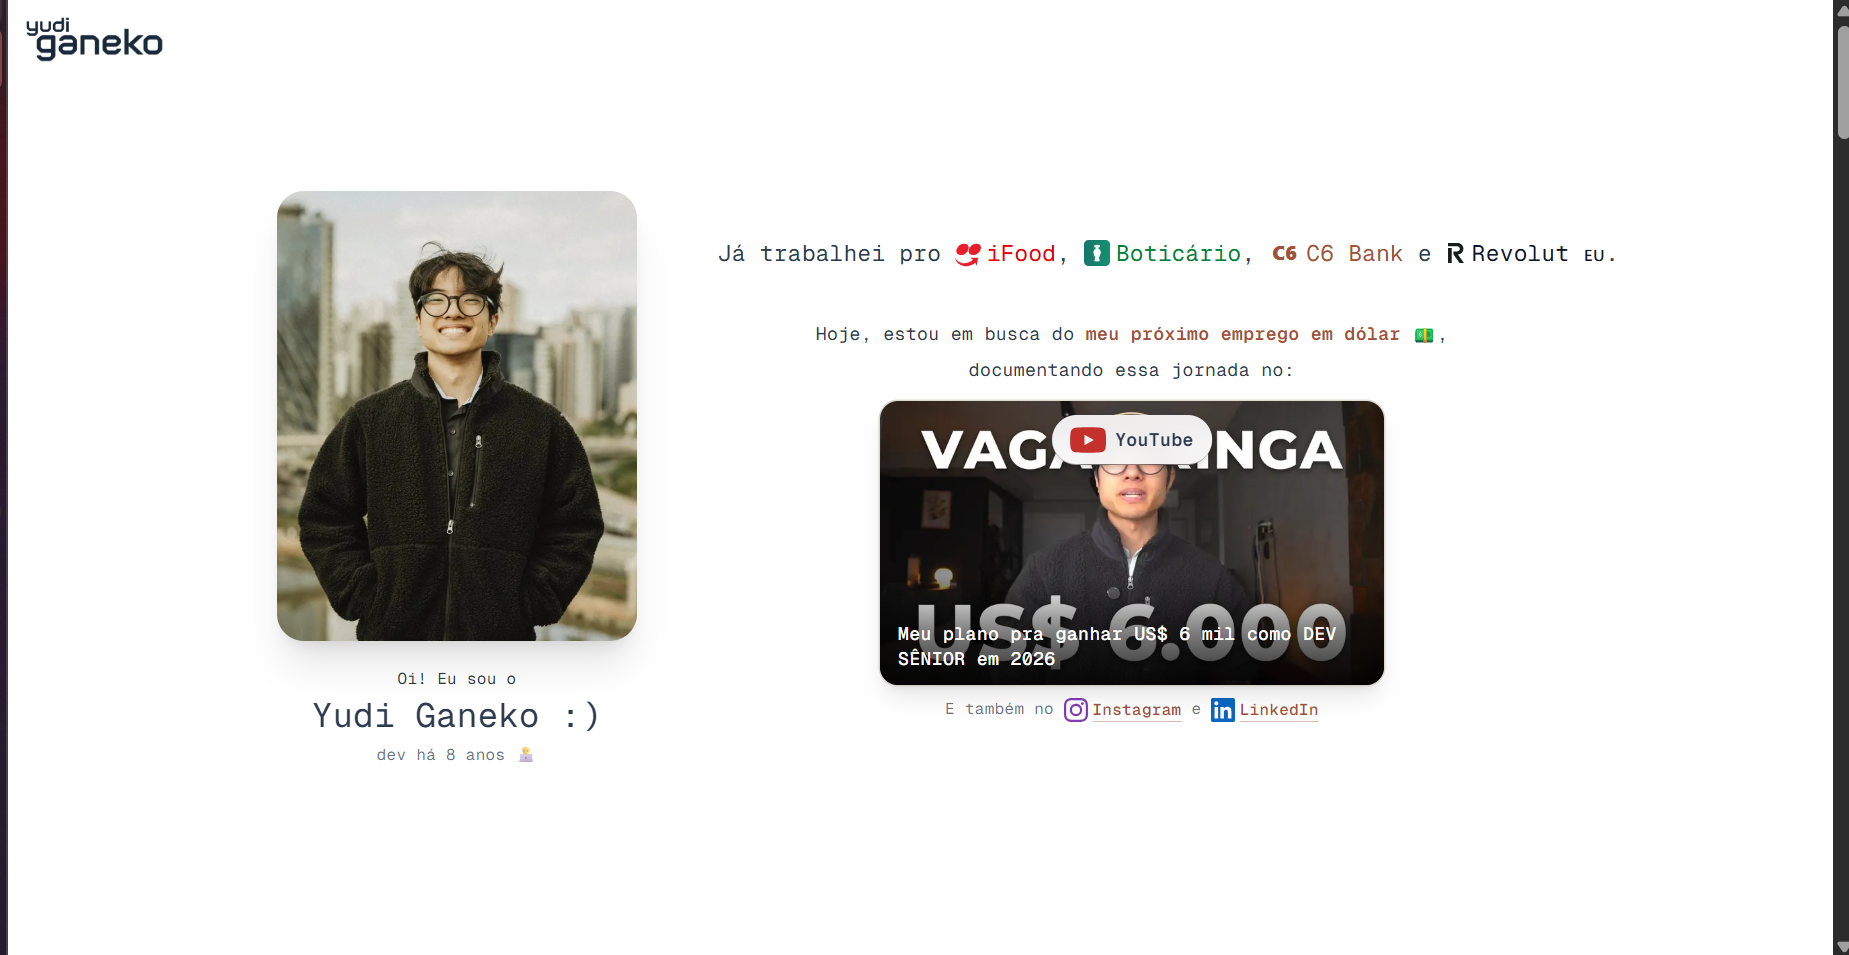 yudi
ganeko
Já trabalhei pro iFood, Boticário, C6 C6 Bank e Revolut EU.
Hoje, estou em busca do meu próximo emprego em dólar 💵,
documentando essa jornada no:
YouTube
US$ 6.000
Meu plano pra ganhar US$ 6 mil como DEV
SÊNIOR em 2026
E também no Instagram e LinkedIn
Oi! Eu sou o
Yudi Ganeko :)
dev há 8 anos 🧑‍💻